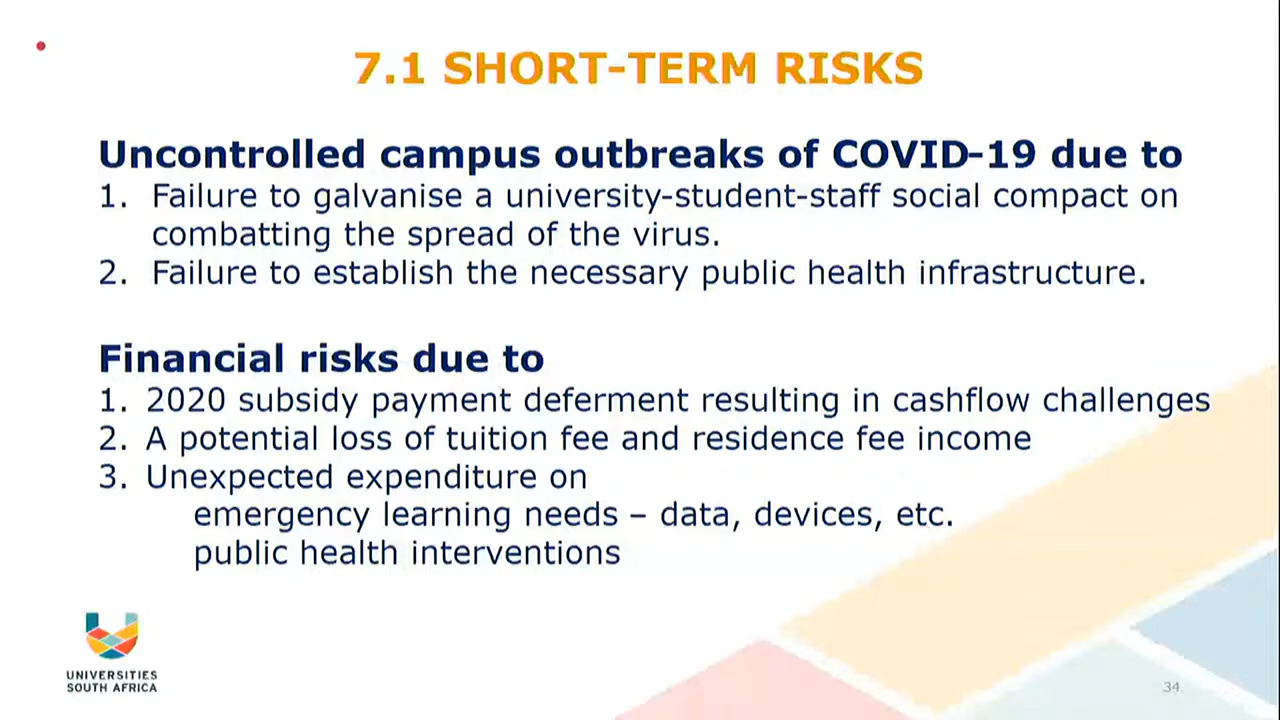 7.1 SHORT-TERM RISKS
Uncontrolled campus outbreaks of COVID-19 due to
1. Failure to galvanise a university-student-staff social compact on
combatting the spread of the virus.
2. Failure to establish the necessary public health infrastructure.
Financial risks due to
1. 2020 subsidy payment deferment resulting in cashflow challenges
2. A potential loss of tuition fee and residence fee income
3. Unexpected expenditure on
emergency learning needs – data, devices, etc.
public health interventions
UNIVERSITIES
SOUTH AFRICA
34